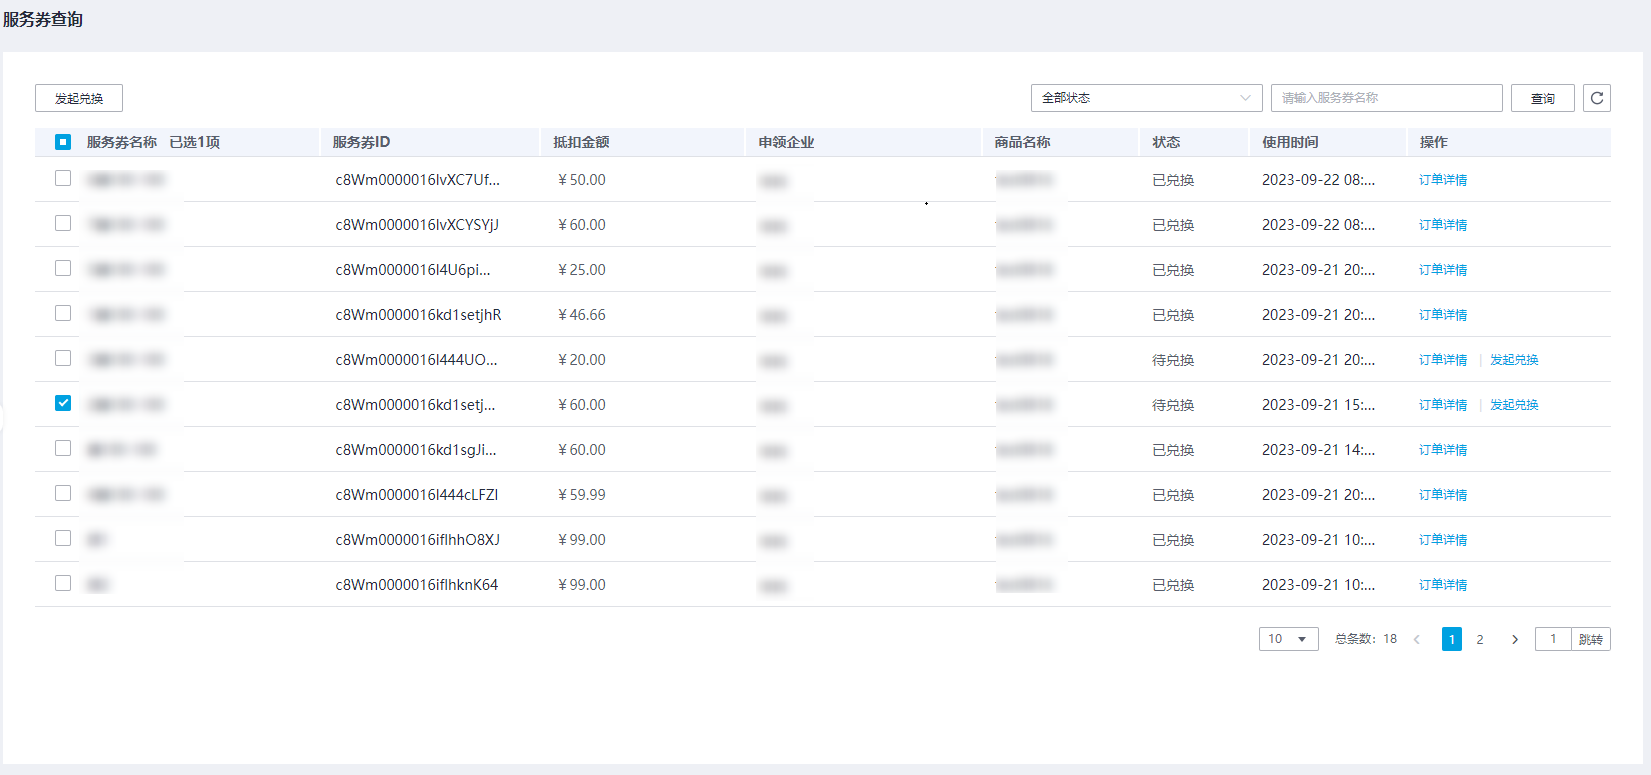 服务券查询
发起兑换 全部状态 请输入服务券名称 查询
服务券名称 已选1项 服务券ID 抵扣金额 申领企业 商品名称 状态 使用时间 操作
c8Wm0000016lvXC7Uf... ¥50.00 已兑换 2023-09-22 08:... 订单详情
c8Wm0000016lvXCYSYjJ ¥60.00 已兑换 2023-09-22 08:... 订单详情
c8Wm0000016l4U6pi... ¥25.00 已兑换 2023-09-21 20:... 订单详情
c8Wm0000016kd1setjhR ¥46.66 已兑换 2023-09-21 20:... 订单详情
c8Wm0000016l444UO... ¥20.00 待兑换 2023-09-21 20:... 订单详情 | 发起兑换
c8Wm0000016kd1setj... ¥60.00 待兑换 2023-09-21 15:... 订单详情 | 发起兑换
c8Wm0000016kd1sgJi... ¥60.00 已兑换 2023-09-21 14:... 订单详情
c8Wm0000016l444cLFZl ¥59.99 已兑换 2023-09-21 20:... 订单详情
c8Wm0000016iflhhO8XJ ¥99.00 已兑换 2023-09-21 10:... 订单详情
c8Wm0000016iflhknK64 ¥99.00 已兑换 2023-09-21 10:... 订单详情
10 总条数: 18 < 1 2 > 1 跳转